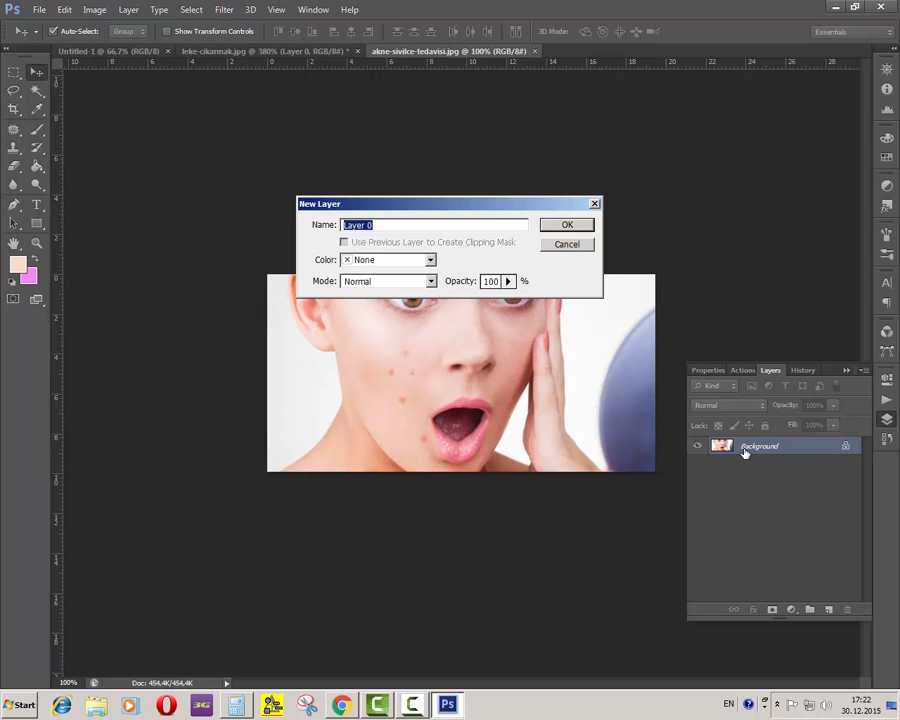 Ps File Edit Image Layer Type Select Filter 3D View Window Help
Auto-Select: Group Show Transform Controls 3D Mode: Essentials
Untitled-1 @ 66,7% (RGB/8) × leke-cikarmak.jpg @ 380% (Layer 0, RGB/8#) * × akne-sivilce-tedavisi.jpg @ 100% (RGB/8#) ×
New Layer
Name: Layer 0 OK
Use Previous Layer to Create Clipping Mask Cancel
Color: × None
Mode: Normal Opacity: 100 %
Properties Actions Layers History
Kind
Normal Opacity: 100%
Lock: Fill: 100%
Background
100% Doc: 454,4K/454,4K
Start 3G Ps EN 17:22
30.12.2015